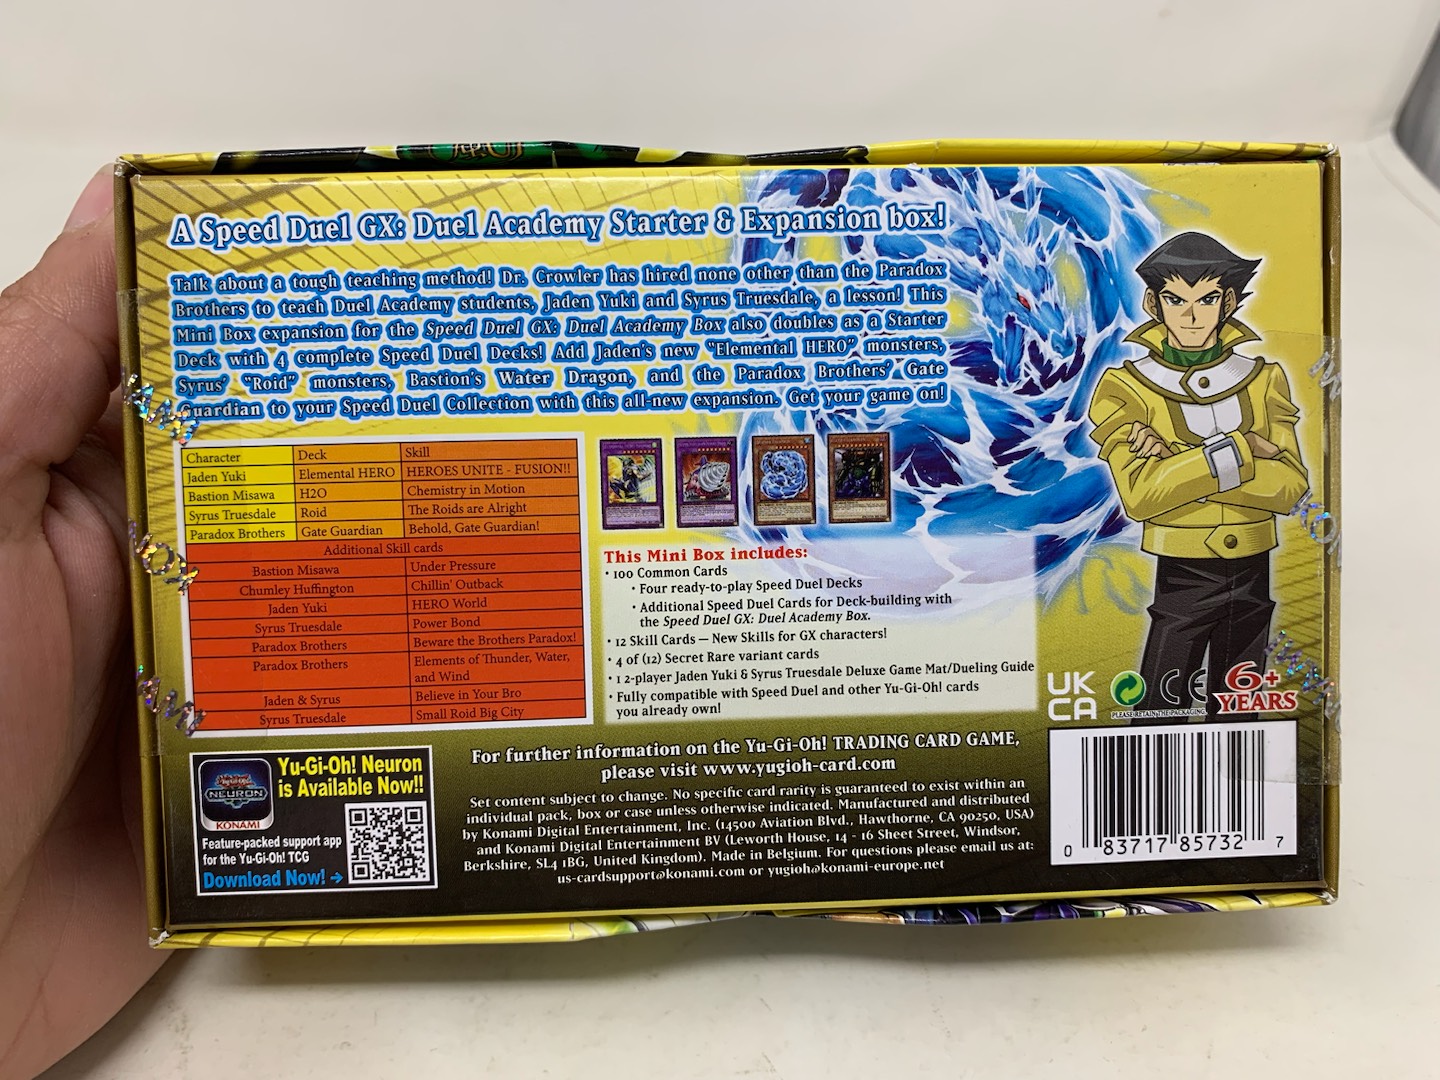 A Speed Duel GX: Duel Academy Starter & Expansion box!
Talk about a tough teaching method! Dr. Crowler has hired none other than the Paradox
Brothers to teach Duel Academy students, Jaden Yuki and Syrus Truesdale, a lesson! This
Mini Box expansion for the Speed Duel GX: Duel Academy Box also doubles as a Starter
Deck with 4 complete Speed Duel Decks! Add Jaden's new "Elemental HERO" monsters,
Syrus' "Roid" monsters, Bastion's Water Dragon, and the Paradox Brothers' Gate
Guardian to your Speed Duel Collection with this all-new expansion. Get your game on!
Character Deck Skill
Jaden Yuki Elemental HERO HEROES UNITE - FUSION!!
Bastion Misawa H2O Chemistry in Motion
Syrus Truesdale Roid The Roids are Alright
Paradox Brothers Gate Guardian Behold, Gate Guardian!
Additional Skill cards
Bastion Misawa Under Pressure
Chumley Huffington Chillin' Outback
Jaden Yuki HERO World
Syrus Truesdale Power Bond
Paradox Brothers Beware the Brothers Paradox!
Paradox Brothers Elements of Thunder, Water,
and Wind
Jaden & Syrus Believe in Your Bro
Syrus Truesdale Small Roid Big City
This Mini Box includes:
• 100 Common Cards
• Four ready-to-play Speed Duel Decks
• Additional Speed Duel Cards for Deck-building with
the Speed Duel GX: Duel Academy Box.
• 12 Skill Cards — New Skills for GX characters!
• 4 of (12) Secret Rare variant cards
• 1 2-player Jaden Yuki & Syrus Truesdale Deluxe Game Mat/Dueling Guide
• Fully compatible with Speed Duel and other Yu-Gi-Oh! cards
you already own!
UK
CA
PLEASE RETAIN THE PACKAGING.
CE
6+
YEARS
Yu-Gi-Oh!
NEURON
KONAMI
Yu-Gi-Oh! Neuron
is Available Now!!
Feature-packed support app
for the Yu-Gi-Oh! TCG
Download Now! →
For further information on the Yu-Gi-Oh! TRADING CARD GAME,
please visit www.yugioh-card.com
Set content subject to change. No specific card rarity is guaranteed to exist within an
individual pack, box or case unless otherwise indicated. Manufactured and distributed
by Konami Digital Entertainment, Inc. (14500 Aviation Blvd., Hawthorne, CA 90250, USA)
and Konami Digital Entertainment BV (Leworth House, 14 - 16 Sheet Street, Windsor,
Berkshire, SL4 1BG, United Kingdom). Made in Belgium. For questions please email us at:
us-cardsupport@konami.com or yugioh@konami-europe.net
0 83717 85732 7